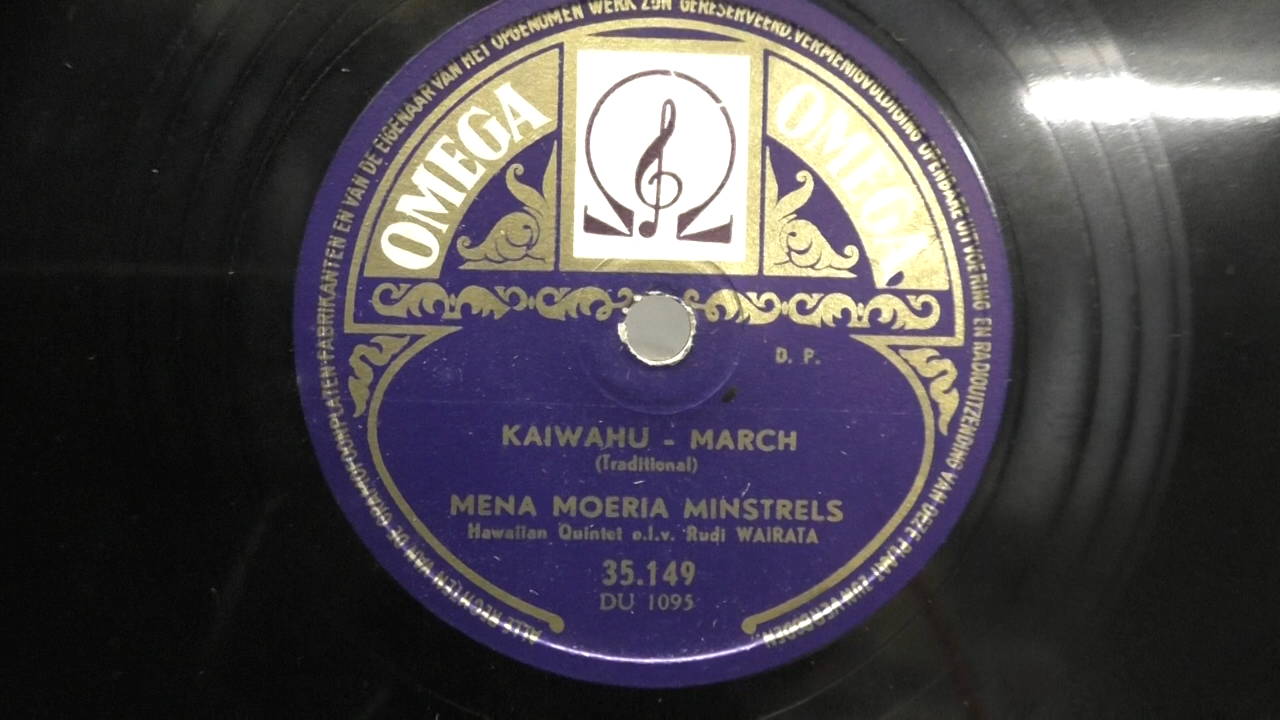 ALLE RECHTEN VAN DE GRAMOFOONPLATEN-FABRIKANTEN EN VAN DE EIGENAAR VAN HET OPGENOMEN WERK ZIJN GERESERVEERD. VERMENIGVULDIGING OPENBARE UITVOERING EN RADIOUITZENDING VAN DEZE PLAAT ZIJN VERBODEN
OMEGA
OMEGA
D. P.
KAIWAHU - MARCH
(Traditional)
MENA MOERIA MINSTRELS
Hawaiian Quintet o.l.v. Rudi WAIRATA
35.149
DU 1095